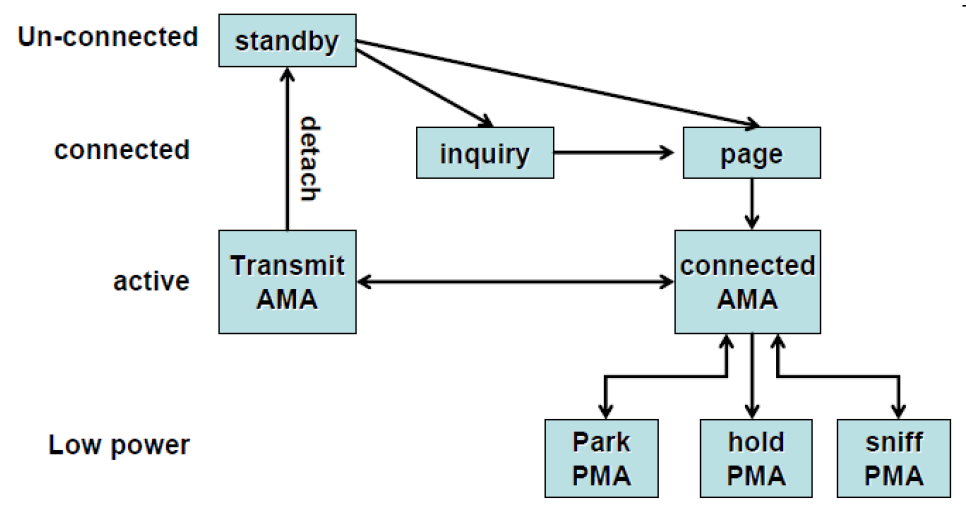 Un-connected
standby
detach
connected
inquiry
page
active
Transmit
AMA
connected
AMA
Low power
Park
PMA
hold
PMA
sniff
PMA